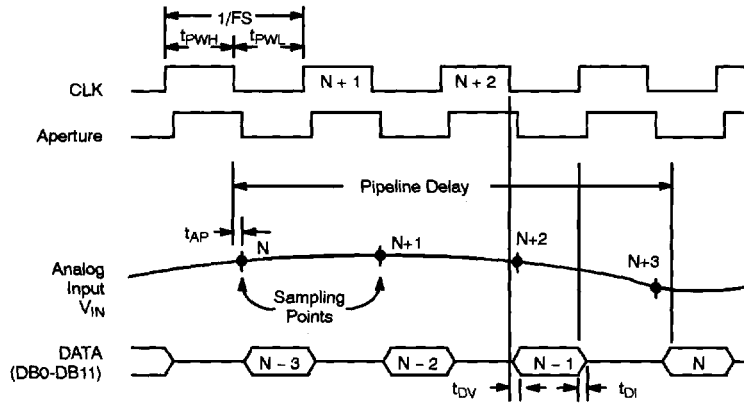 1/FS
tPWH
tPWL
CLK
N + 1
N + 2
Aperture
Pipeline Delay
tAP
N
N+1
N+2
N+3
Analog
Input
VIN
Sampling
Points
DATA
(DB0-DB11)
N – 3
N – 2
N – 1
N
tDV
tDI